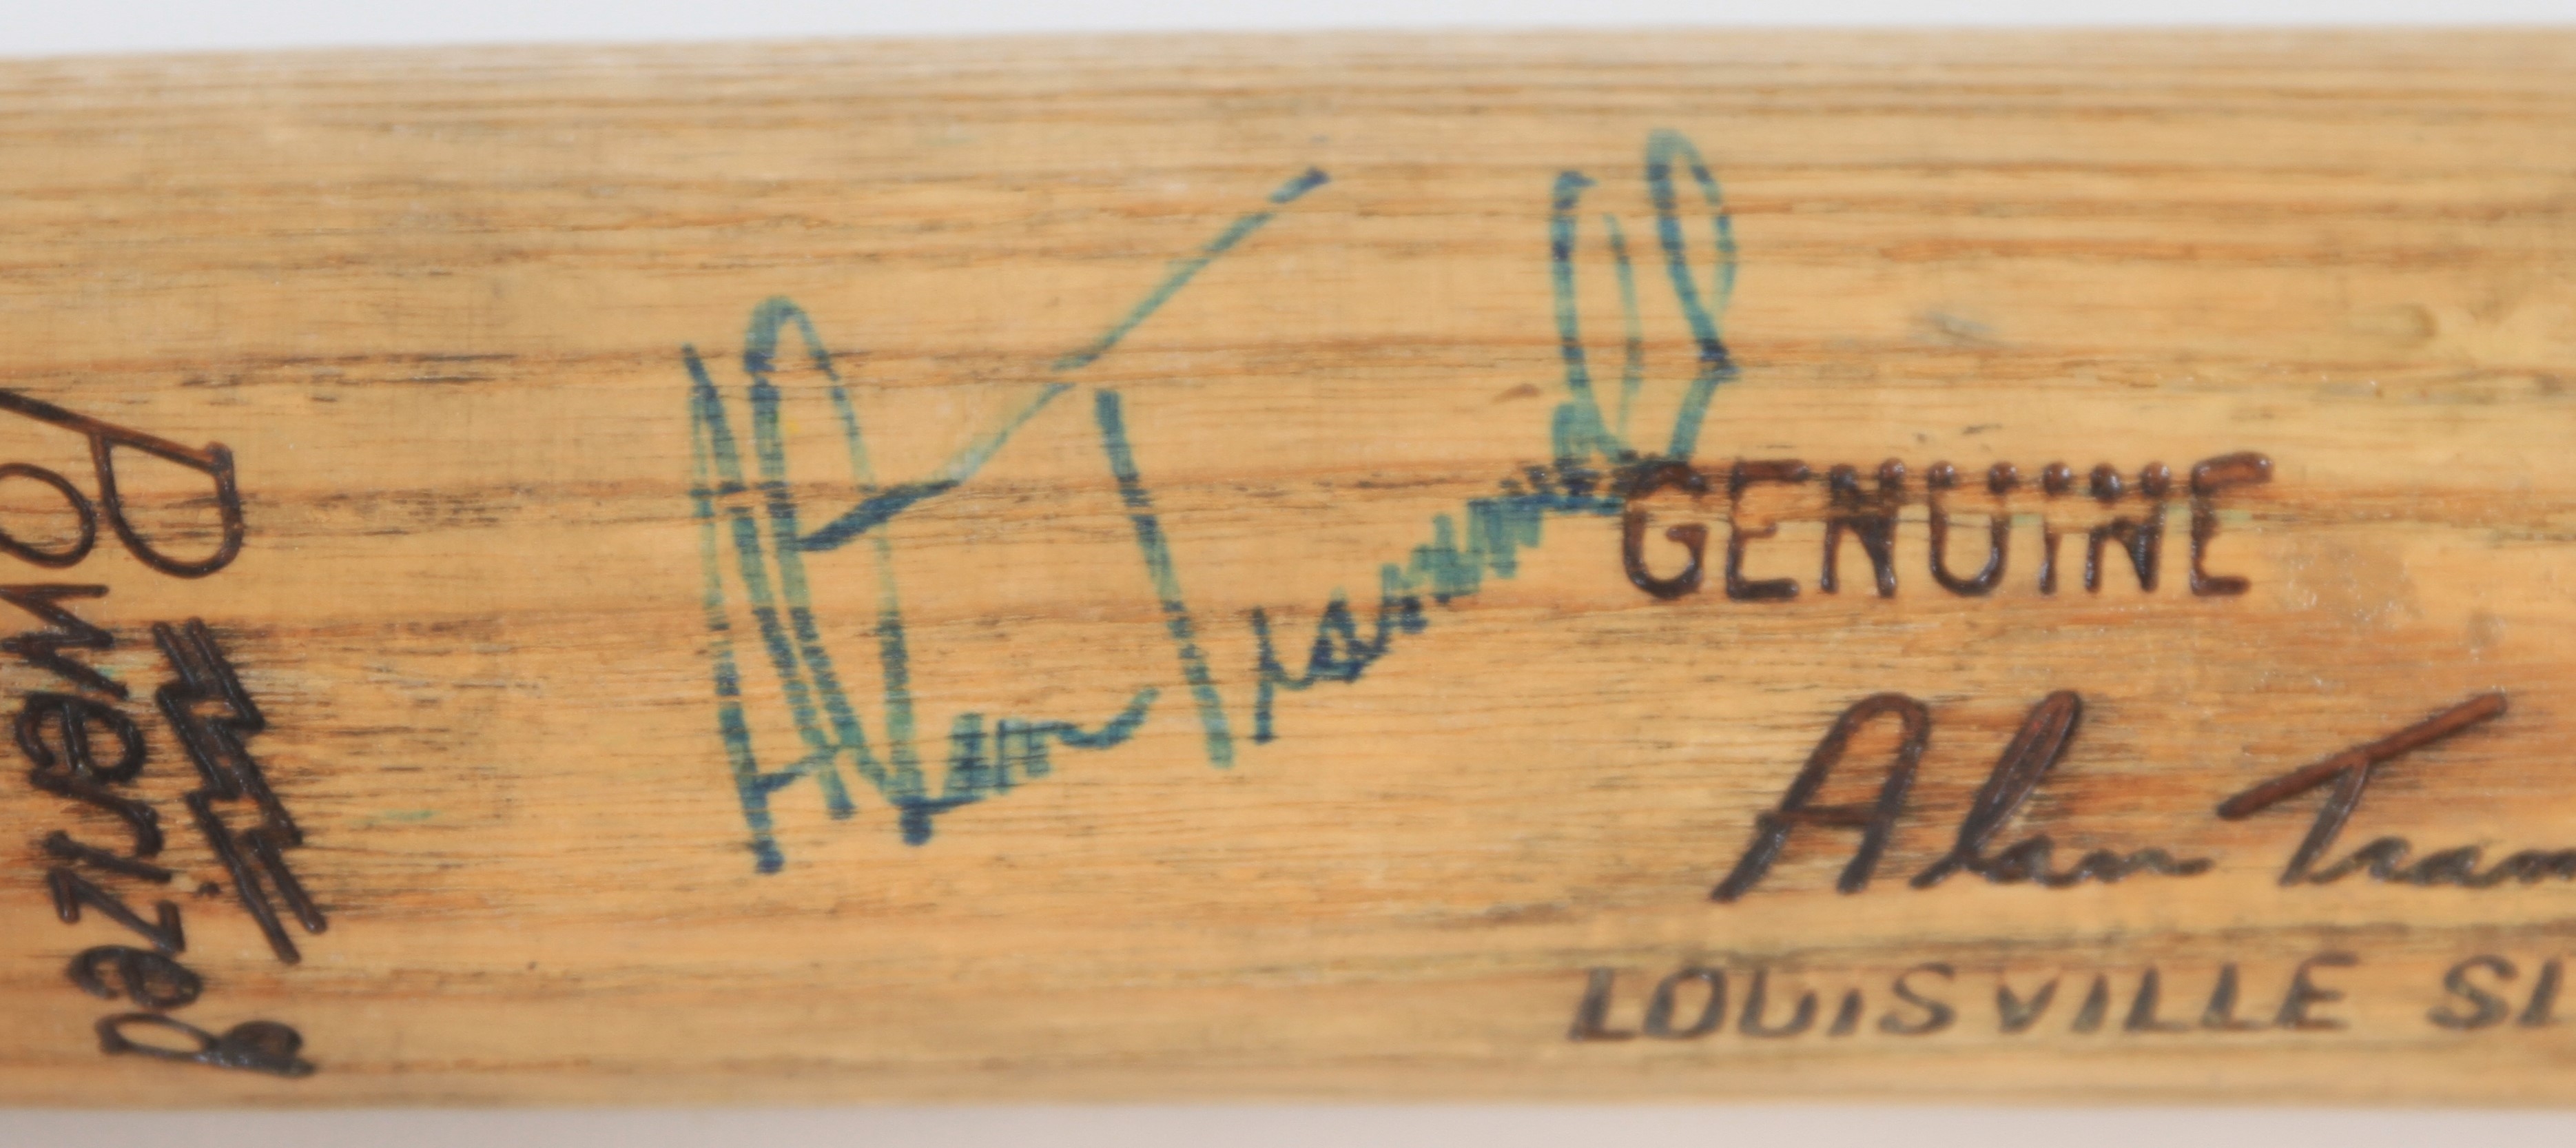 Powerized
Alan Trammell
GENUINE
Alan Tram
LOUISVILLE SL